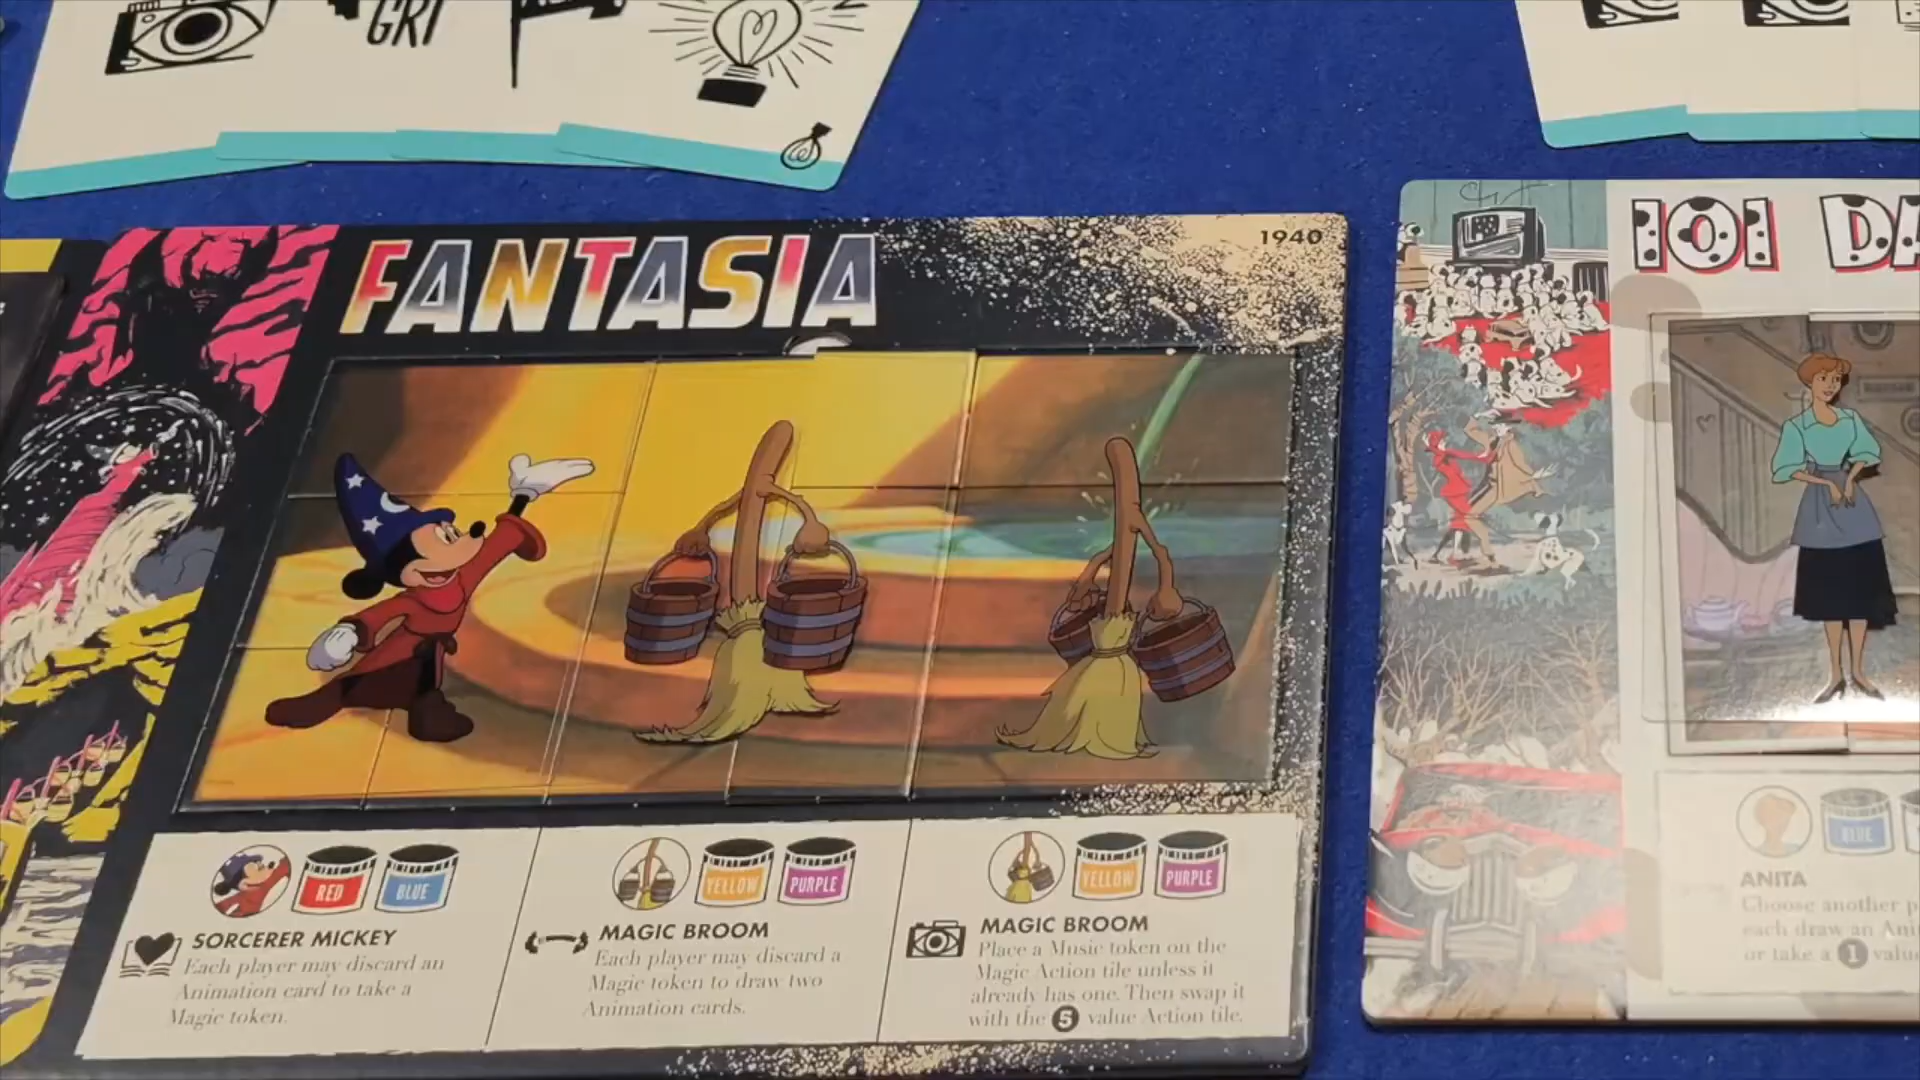 GRI
FANTASIA
1940
101 DA
RED
BLUE
YELLOW
PURPLE
YELLOW
PURPLE
BLUE
SORCERER MICKEY
Each player may discard an
Animation card to take a
Magic token.
MAGIC BROOM
Each player may discard a
Magic token to draw two
Animation cards.
MAGIC BROOM
Place a Music token on the
Magic Action tile unless it
already has one. Then swap it
with the 5 value Action tile.
ANITA
Choose another p
each draw an Ani
or take a 1 valu